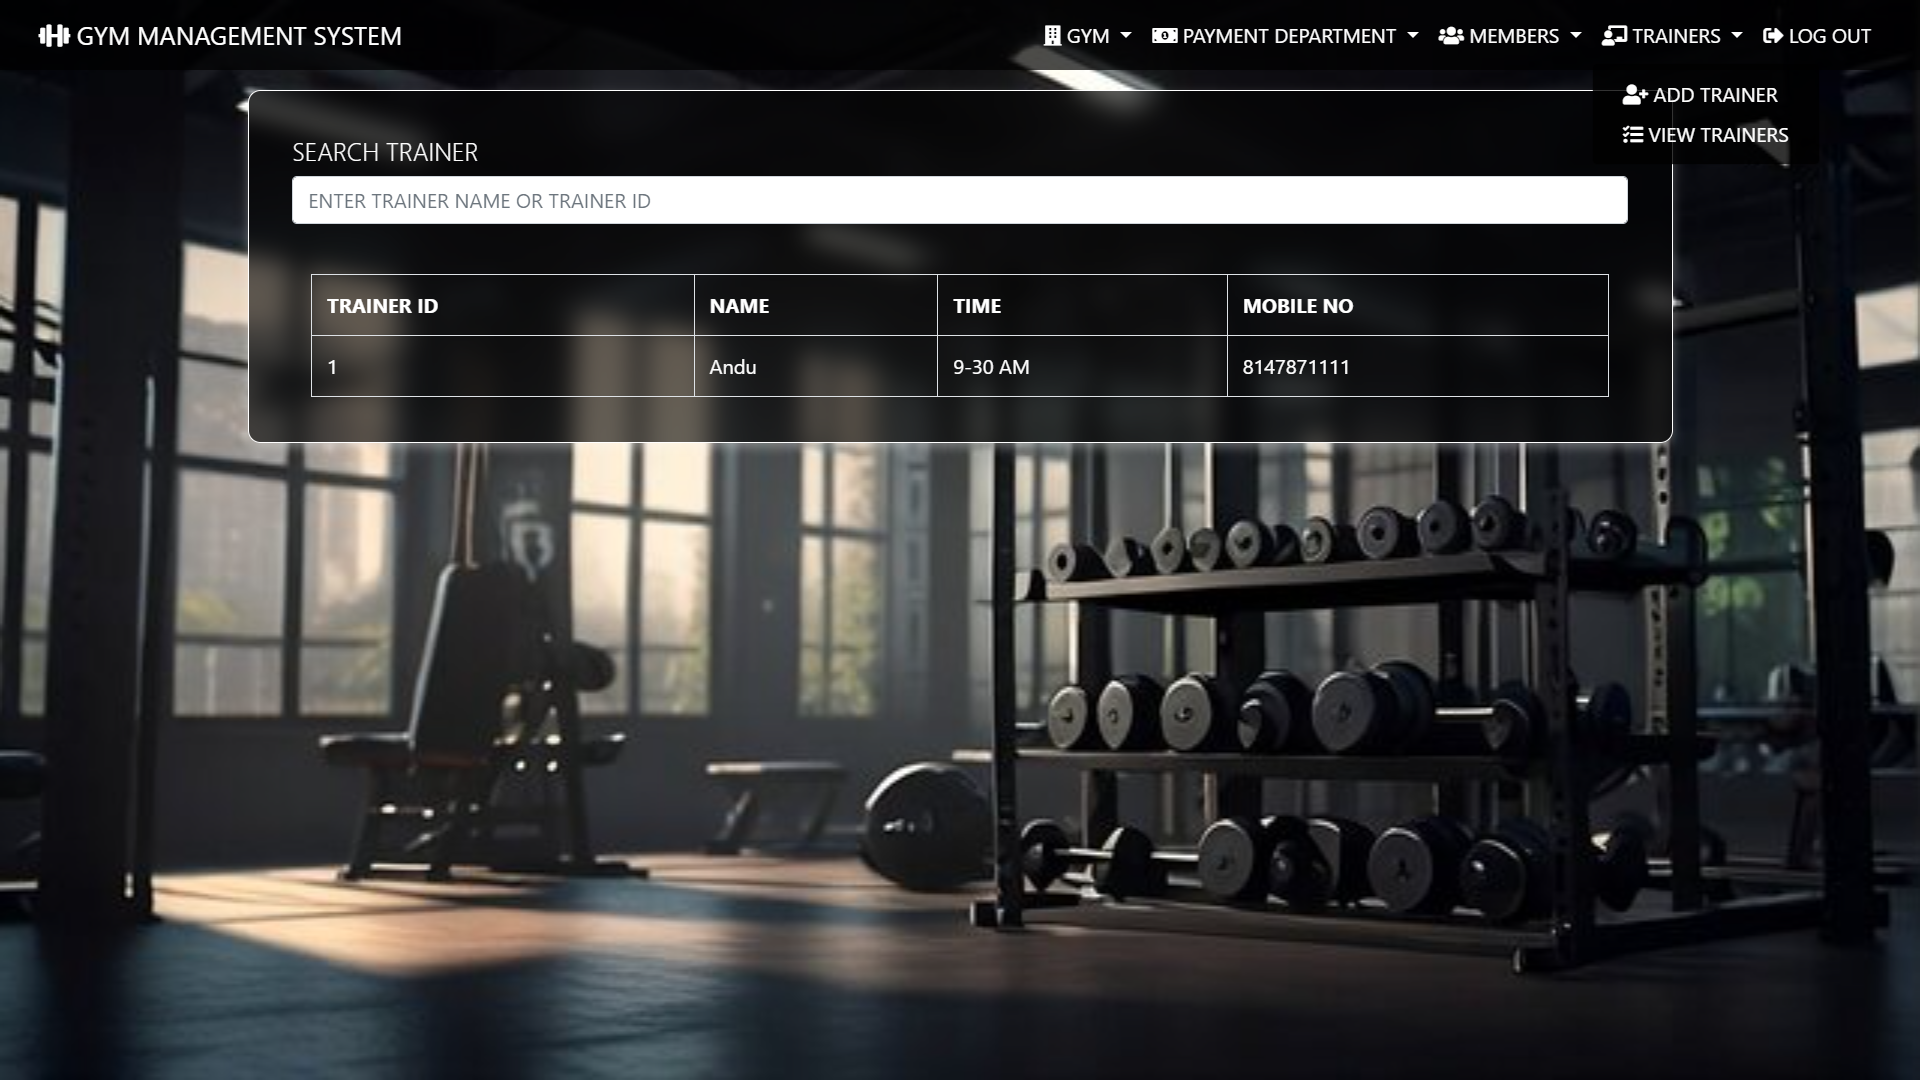 GYM MANAGEMENT SYSTEM
GYM PAYMENT DEPARTMENT MEMBERS TRAINERS LOG OUT
ADD TRAINER
VIEW TRAINERS
SEARCH TRAINER
ENTER TRAINER NAME OR TRAINER ID
TRAINER ID NAME TIME MOBILE NO
1 Andu 9-30 AM 8147871111